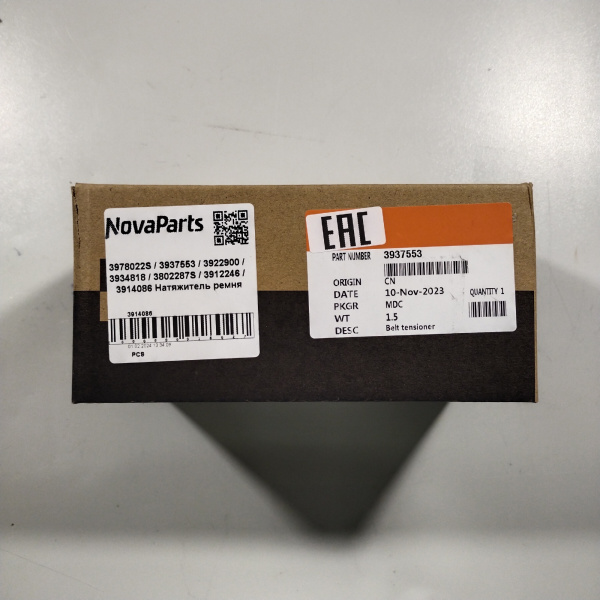 NovaParts
3978022S / 3937553 / 3922900 /
3934818 / 3802287S / 3912246 /
3914086 Натяжитель ремня
3914086
PCS
EAC
PART NUMBER 3937553
ORIGIN CN
DATE 10-Nov-2023 QUANTITY 1
PKGR MDC
WT 1.5
DESC Belt tensioner